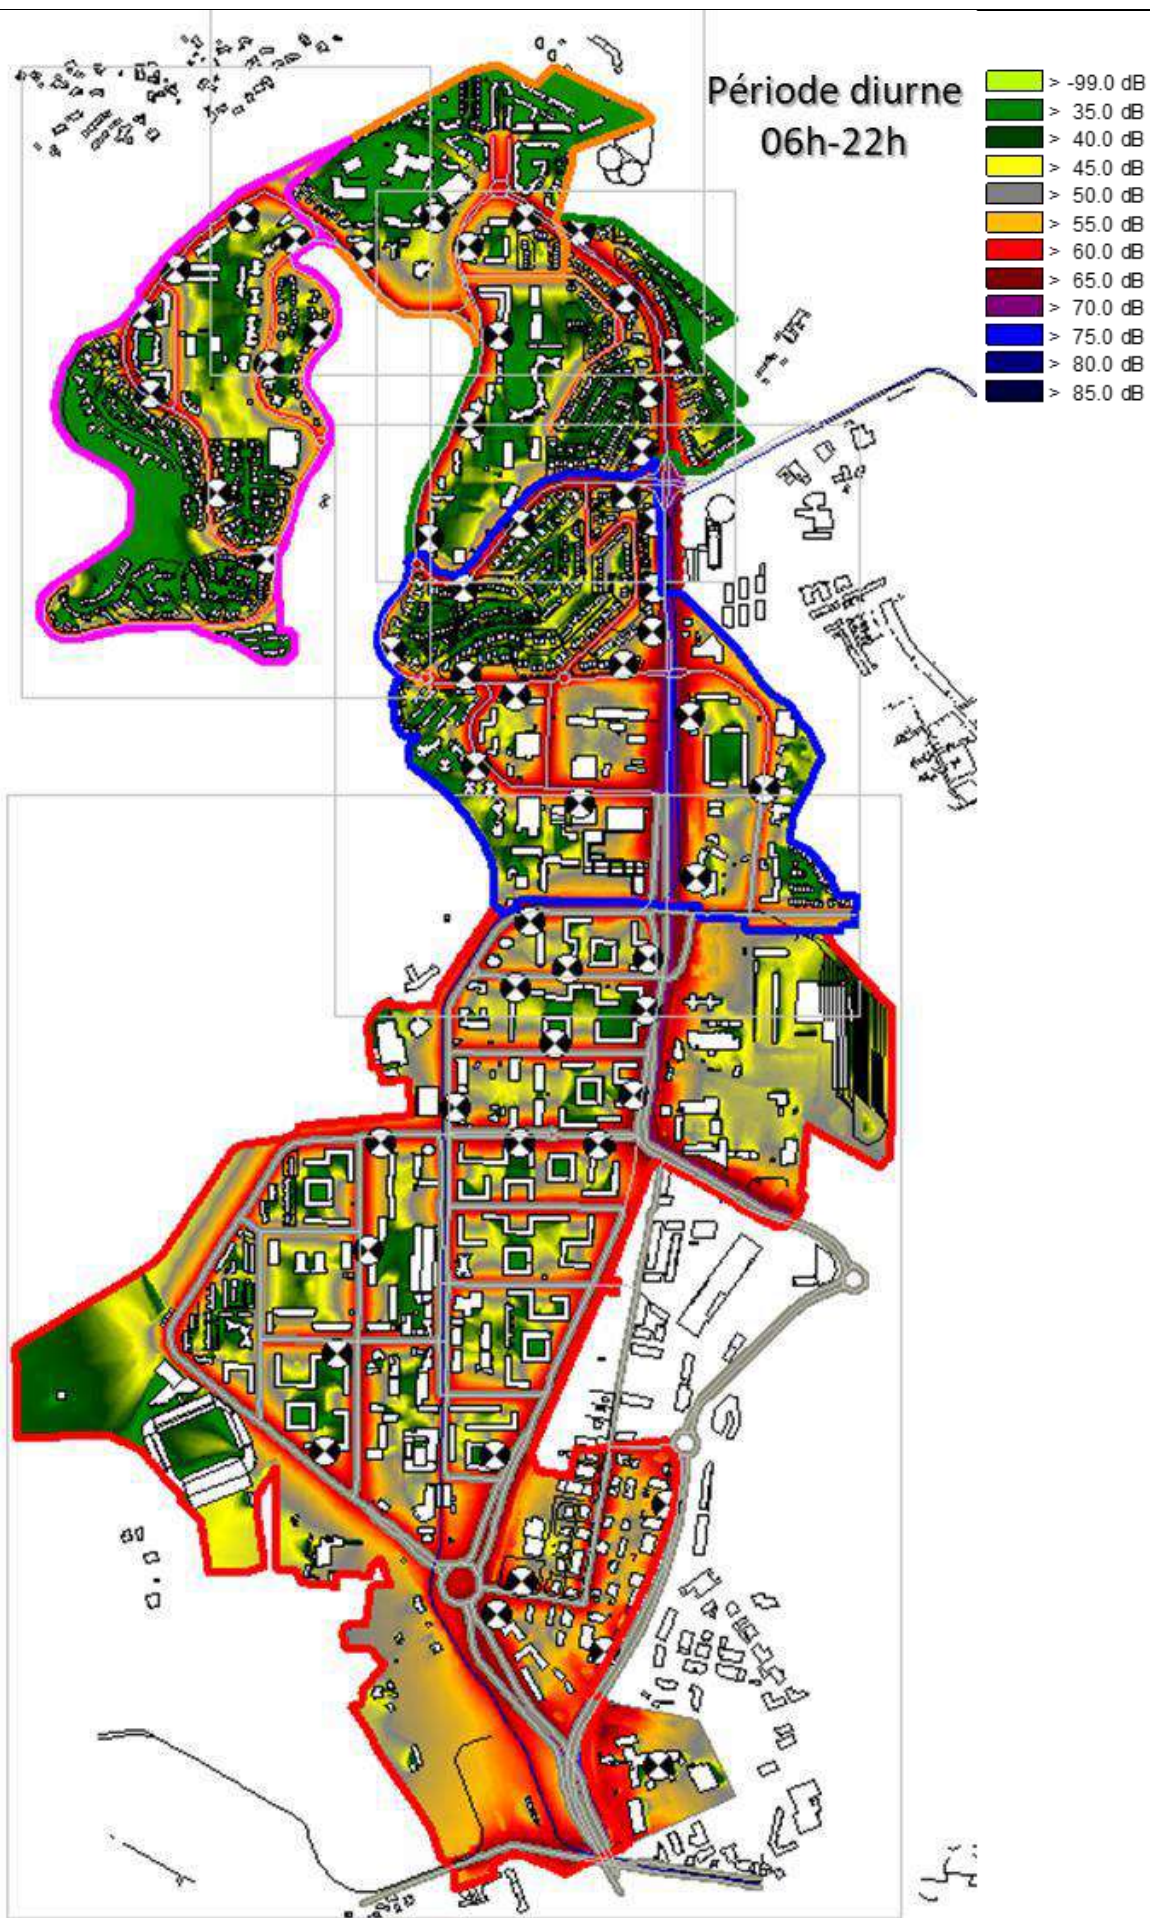 Période diurne
06h-22h
> -99.0 dB
> 35.0 dB
> 40.0 dB
> 45.0 dB
> 50.0 dB
> 55.0 dB
> 60.0 dB
> 65.0 dB
> 70.0 dB
> 75.0 dB
> 80.0 dB
> 85.0 dB